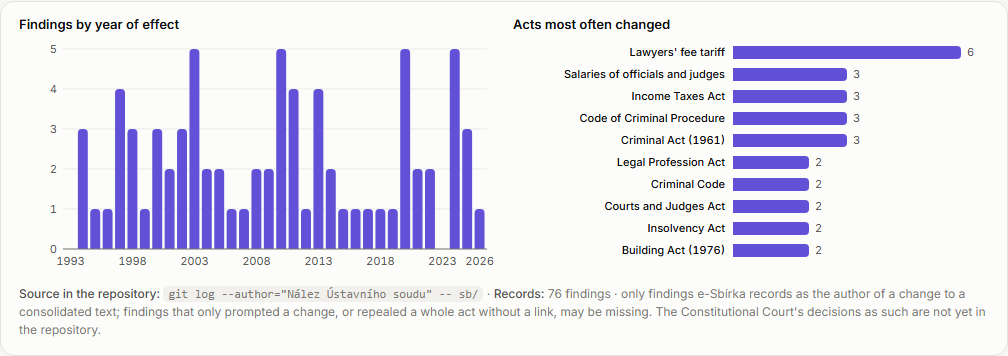 Findings by year of effect
5
4
3
2
1
0
1993 1998 2003 2008 2013 2018 2023 2026
Acts most often changed
Lawyers' fee tariff 6
Salaries of officials and judges 3
Income Taxes Act 3
Code of Criminal Procedure 3
Criminal Act (1961) 3
Legal Profession Act 2
Criminal Code 2
Courts and Judges Act 2
Insolvency Act 2
Building Act (1976) 2
Source in the repository: git log --author="Nález Ústavního soudu" -- sb/ · Records: 76 findings · only findings e-Sbírka records as the author of a change to a
consolidated text; findings that only prompted a change, or repealed a whole act without a link, may be missing. The Constitutional Court's decisions as such are not yet in
the repository.